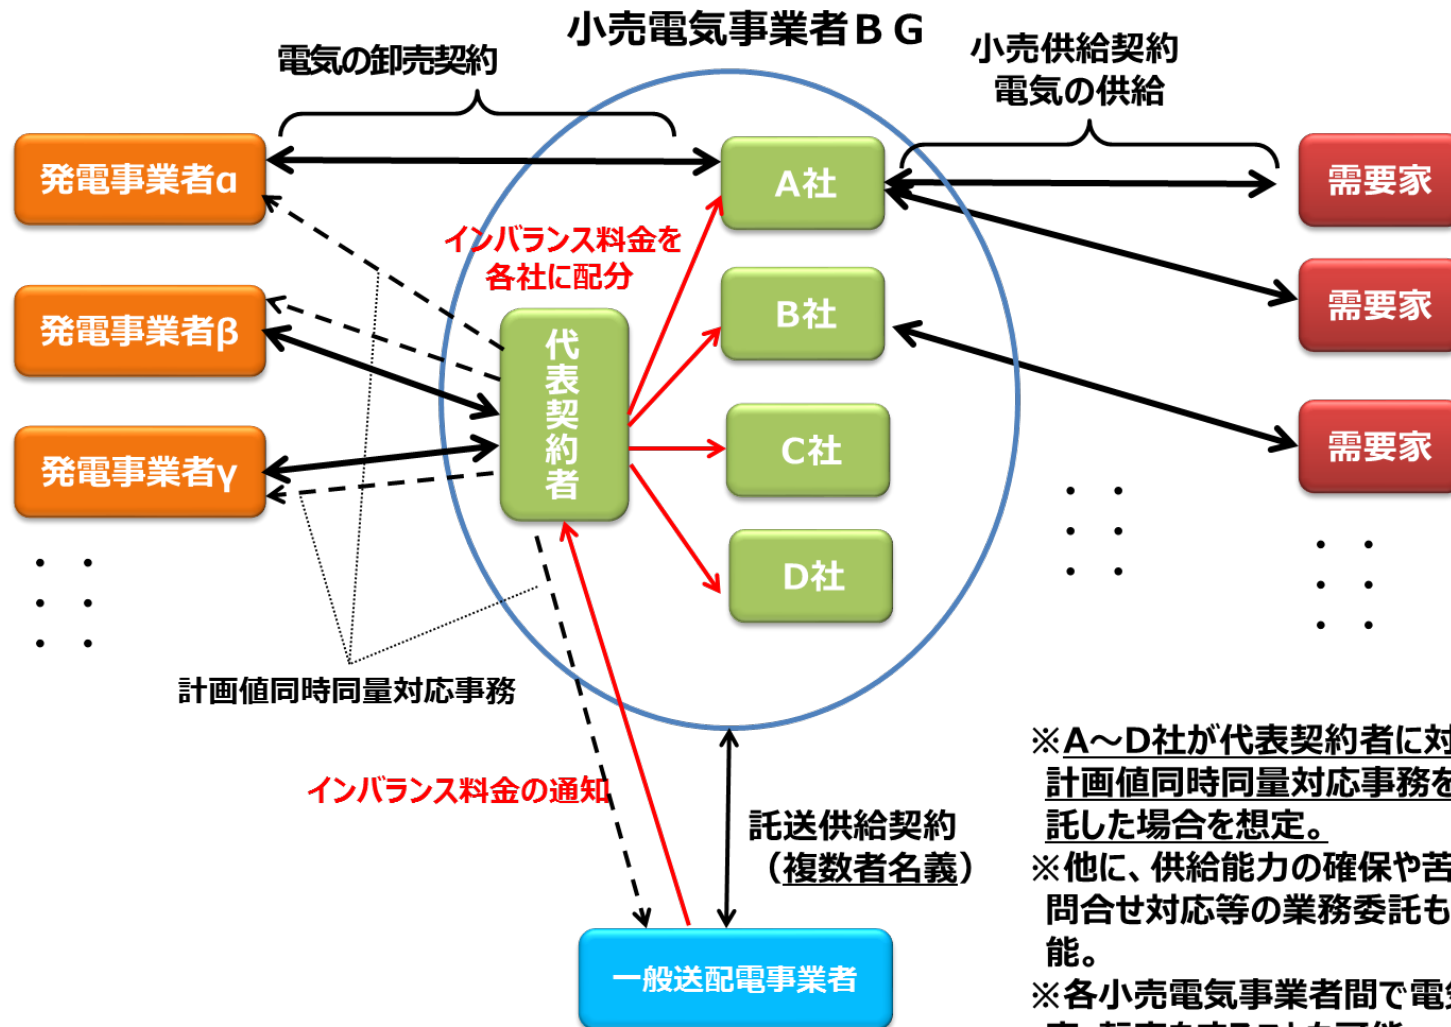 小売電気事業者ＢＧ
電気の卸売契約
小売供給契約
電気の供給
発電事業者α
A社
需要家
インバランス料金を
各社に配分
発電事業者β
B社
需要家
代表契約者
発電事業者γ
C社
需要家
D社
計画値同時同量対応事務
インバランス料金の通知
託送供給契約
（複数者名義）
一般送配電事業者
※A～D社が代表契約者に対
計画値同時同量対応事務を
託した場合を想定。
※他に、供給能力の確保や苦
問合せ対応等の業務委託も
能。
※各小売電気事業者間で電気